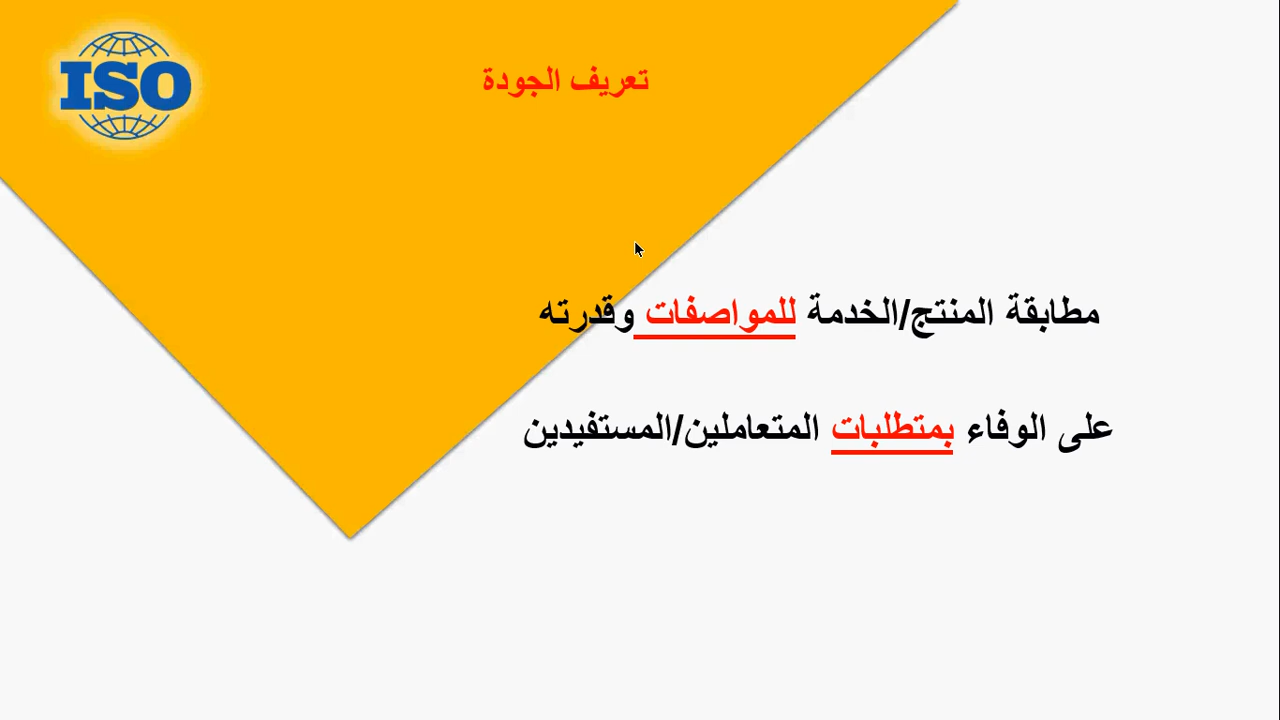 ISO
تعريف الجودة
مطابقة المنتج/الخدمة للمواصفات وقدرته
على الوفاء بمتطلبات المتعاملين/المستفيدين